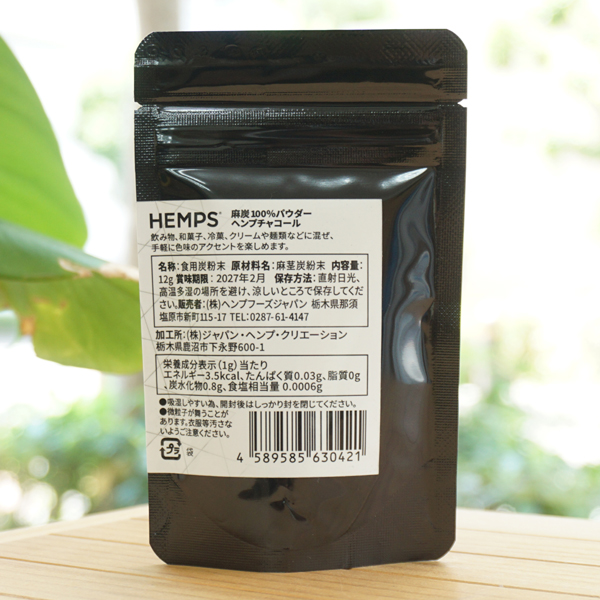 HEMPS® 麻炭100%パウダー
ヘンプチャコール
飲み物、和菓子、冷菓、クリームや麺類などに混ぜ、
手軽に色味のアクセントを楽しめます。
名称:食用炭粉末 原材料名:麻茎炭粉末 内容量:
12g 賞味期限:2027年2月 保存方法:直射日光、
高温多湿の場所を避け、涼しいところで保存してくだ
さい。販売者:(株)ヘンプフーズジャパン 栃木県那須
塩原市新町115-17 TEL:0287-61-4147
加工所:(株)ジャパン・ヘンプ・クリエーション
栃木県鹿沼市下永野600-1
栄養成分表示(1g)当たり
エネルギー3.5kcal、たんぱく質0.03g、脂質0g
、炭水化物0.8g、食塩相当量 0.0006g
●吸湿しやすい為、開封後はしっかり封を閉じてください。
●微粒子が舞うことが
あります。衣服等汚さな
いようご注意ください。
プラ 袋
4 589585 630421